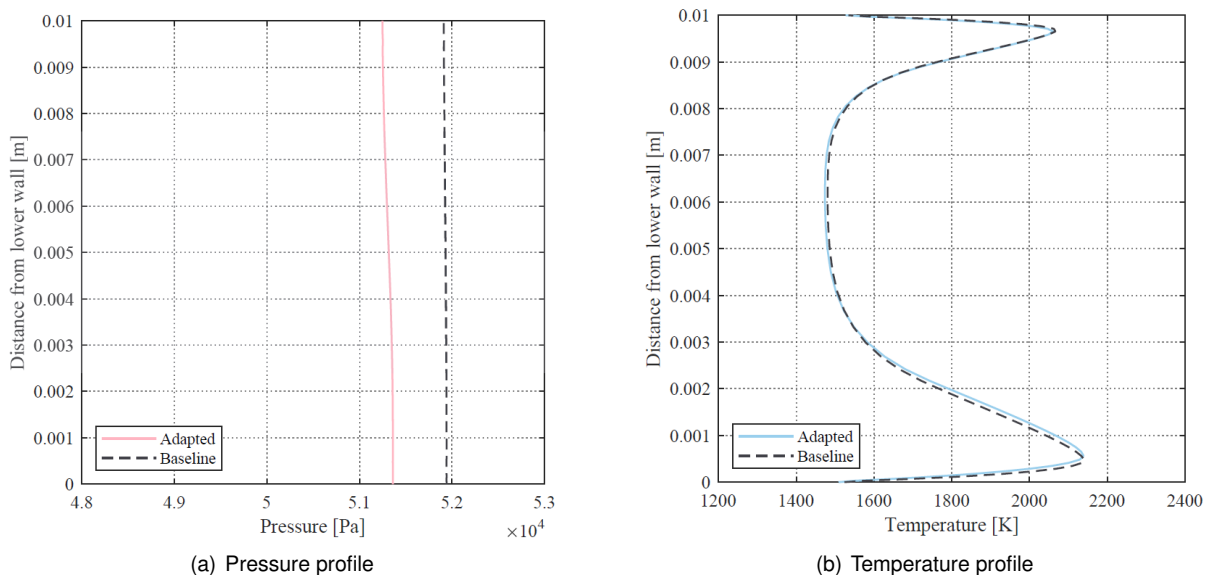 0.01
0.009
0.008
0.007
0.006
0.005
0.004
0.003
0.002
0.001
0
Distance from lower wall [m]
Adapted
Baseline
4.8 4.9 5 5.1 5.2 5.3
Pressure [Pa]
×10⁴
(a) Pressure profile
0.01
0.009
0.008
0.007
0.006
0.005
0.004
0.003
0.002
0.001
0
Distance from lower wall [m]
Adapted
Baseline
1200 1400 1600 1800 2000 2200 2400
Temperature [K]
(b) Temperature profile